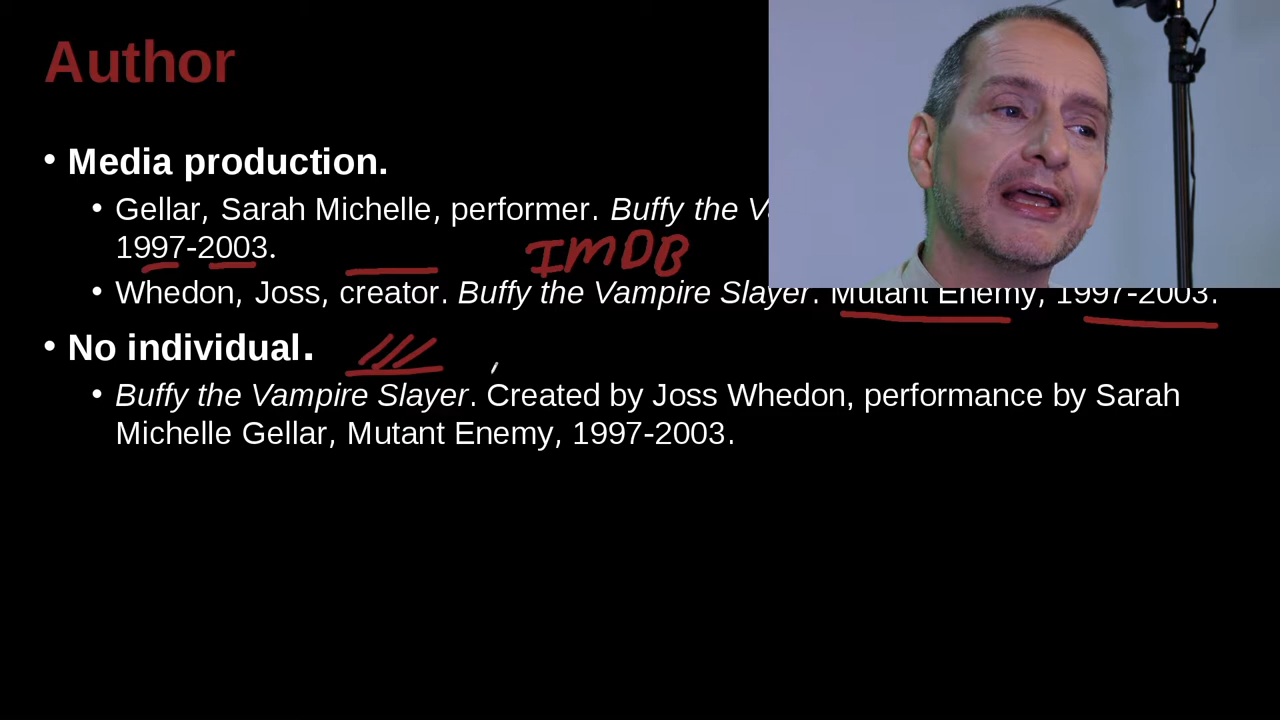 Author
• Media production.
• Gellar, Sarah Michelle, performer. Buffy the
1997-2003.
IMDB
• Whedon, Joss, creator. Buffy the Vampire Slayer. Mutant Enemy, 1997-2003.
• No individual.
• Buffy the Vampire Slayer. Created by Joss Whedon, performance by Sarah
Michelle Gellar, Mutant Enemy, 1997-2003.